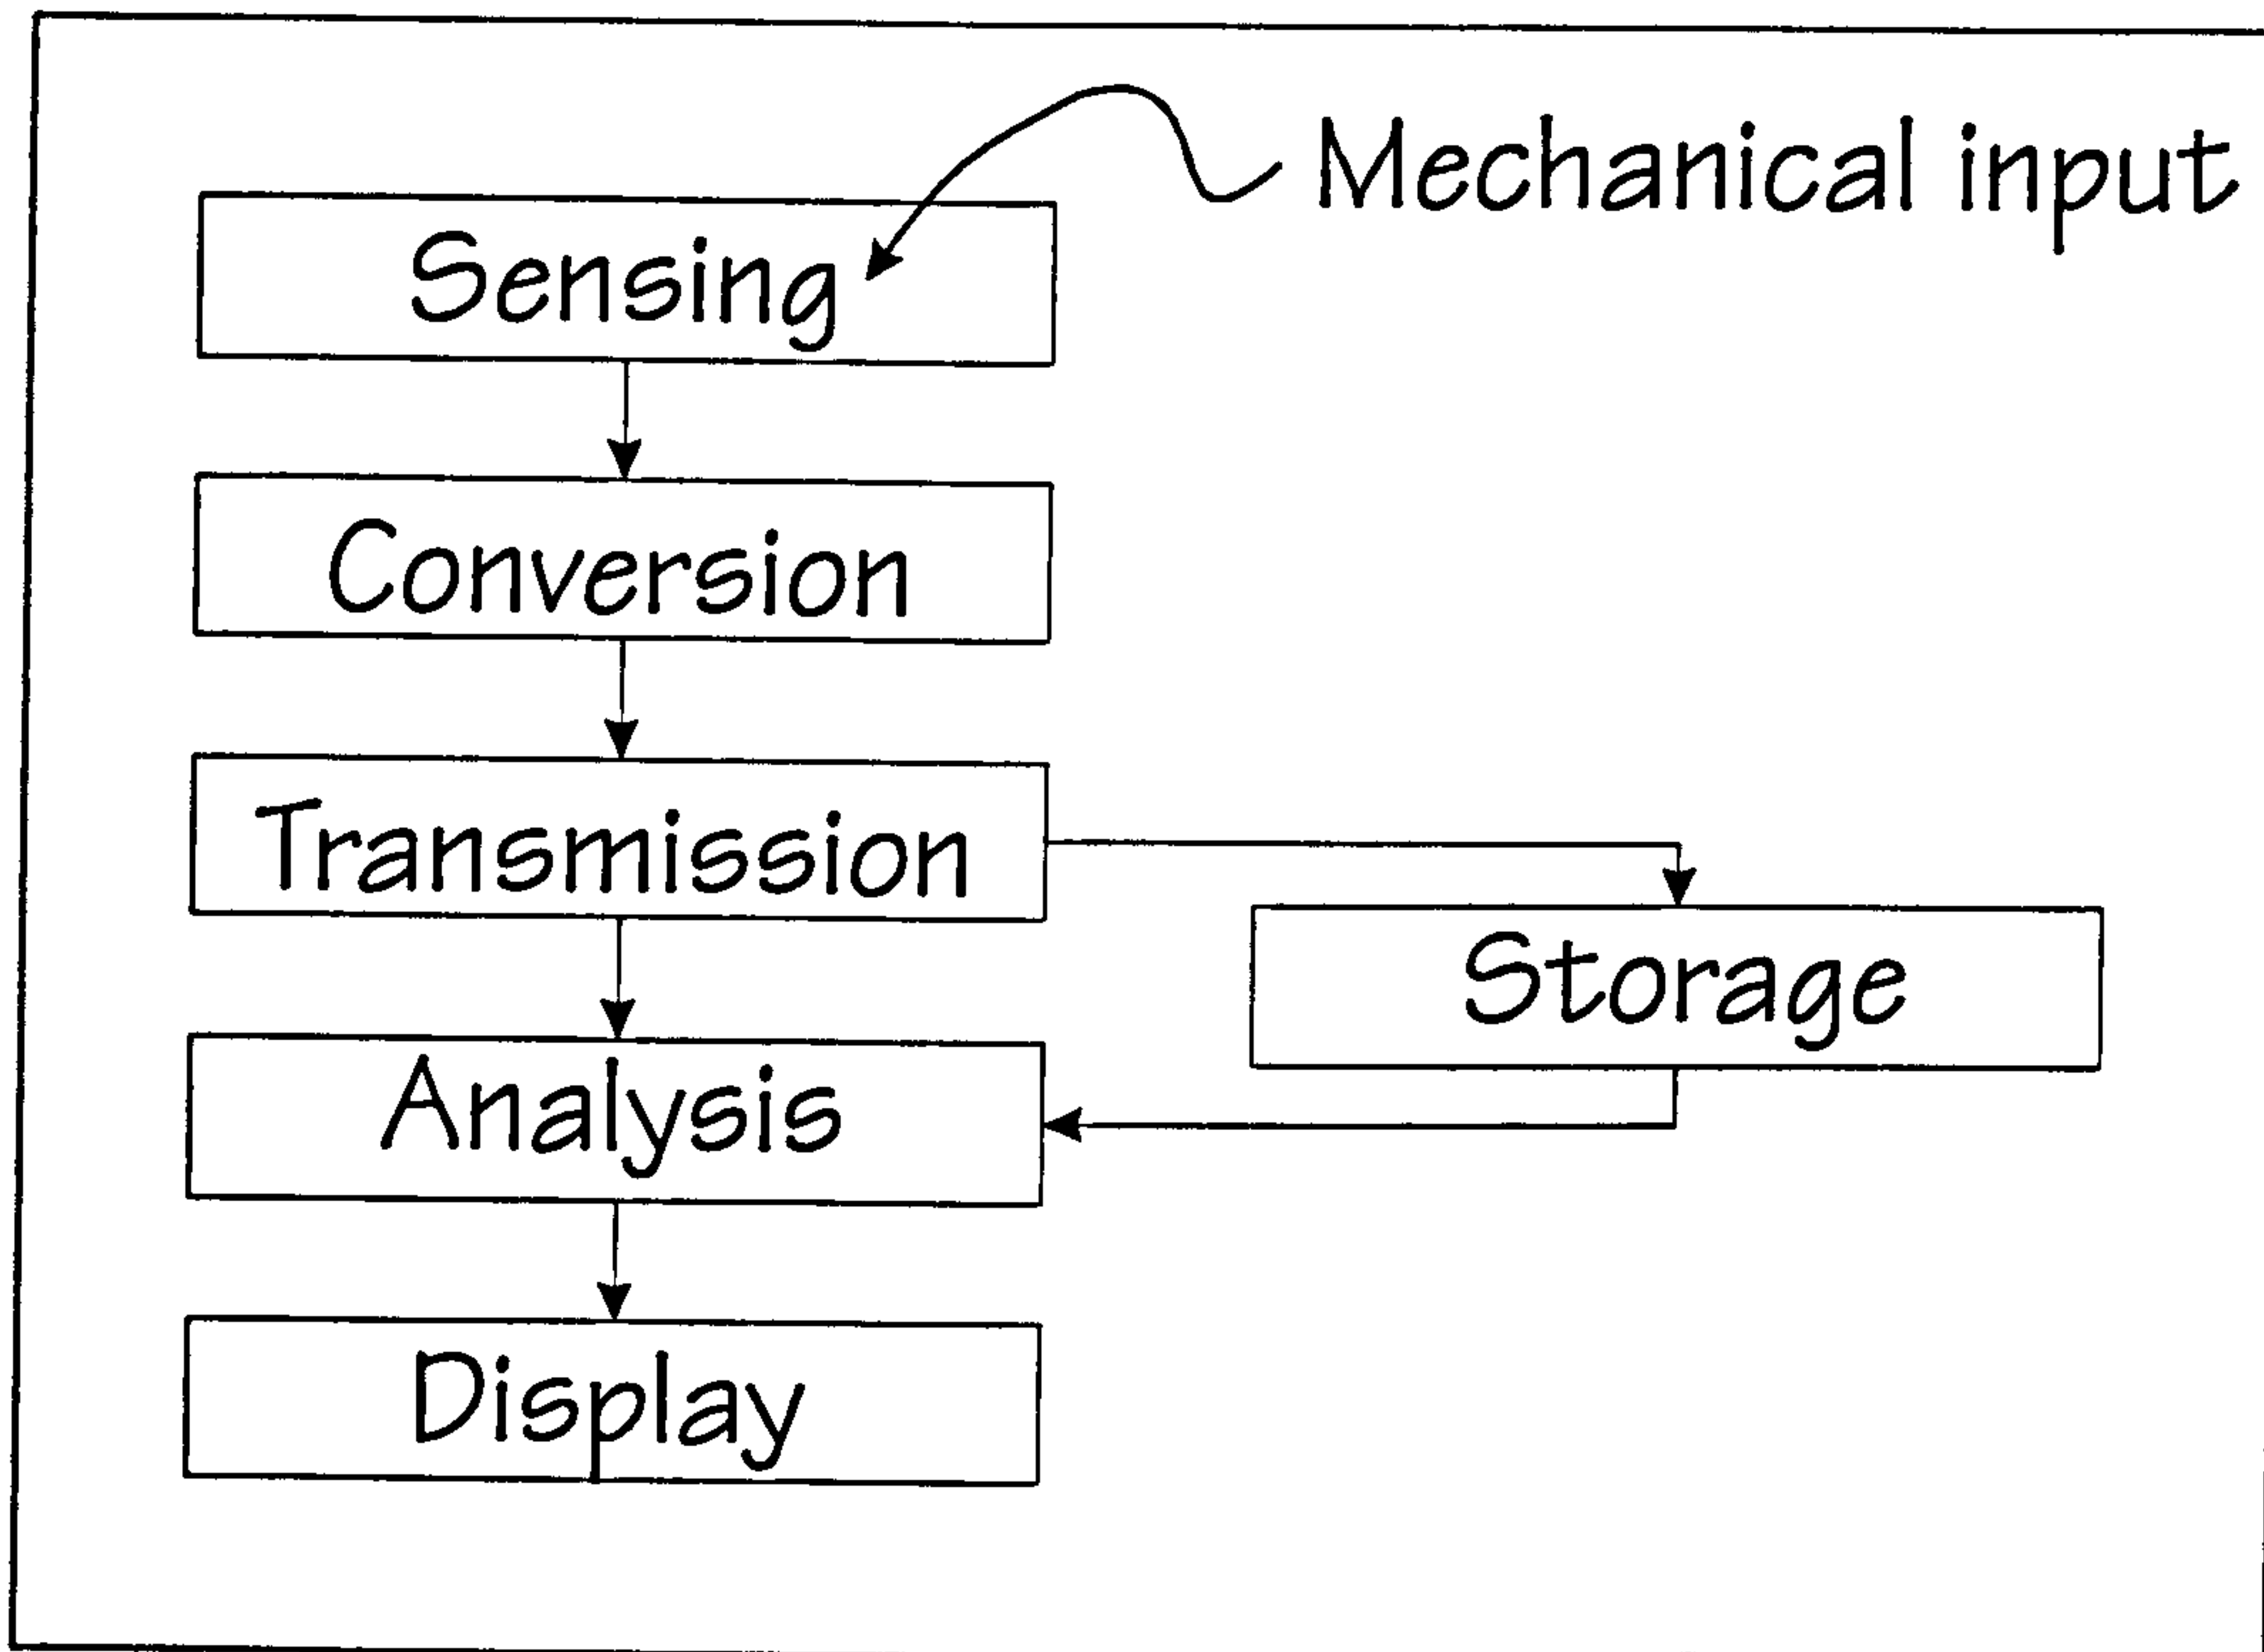 Mechanical input
Sensing
Conversion
Transmission
Storage
Analysis
Display